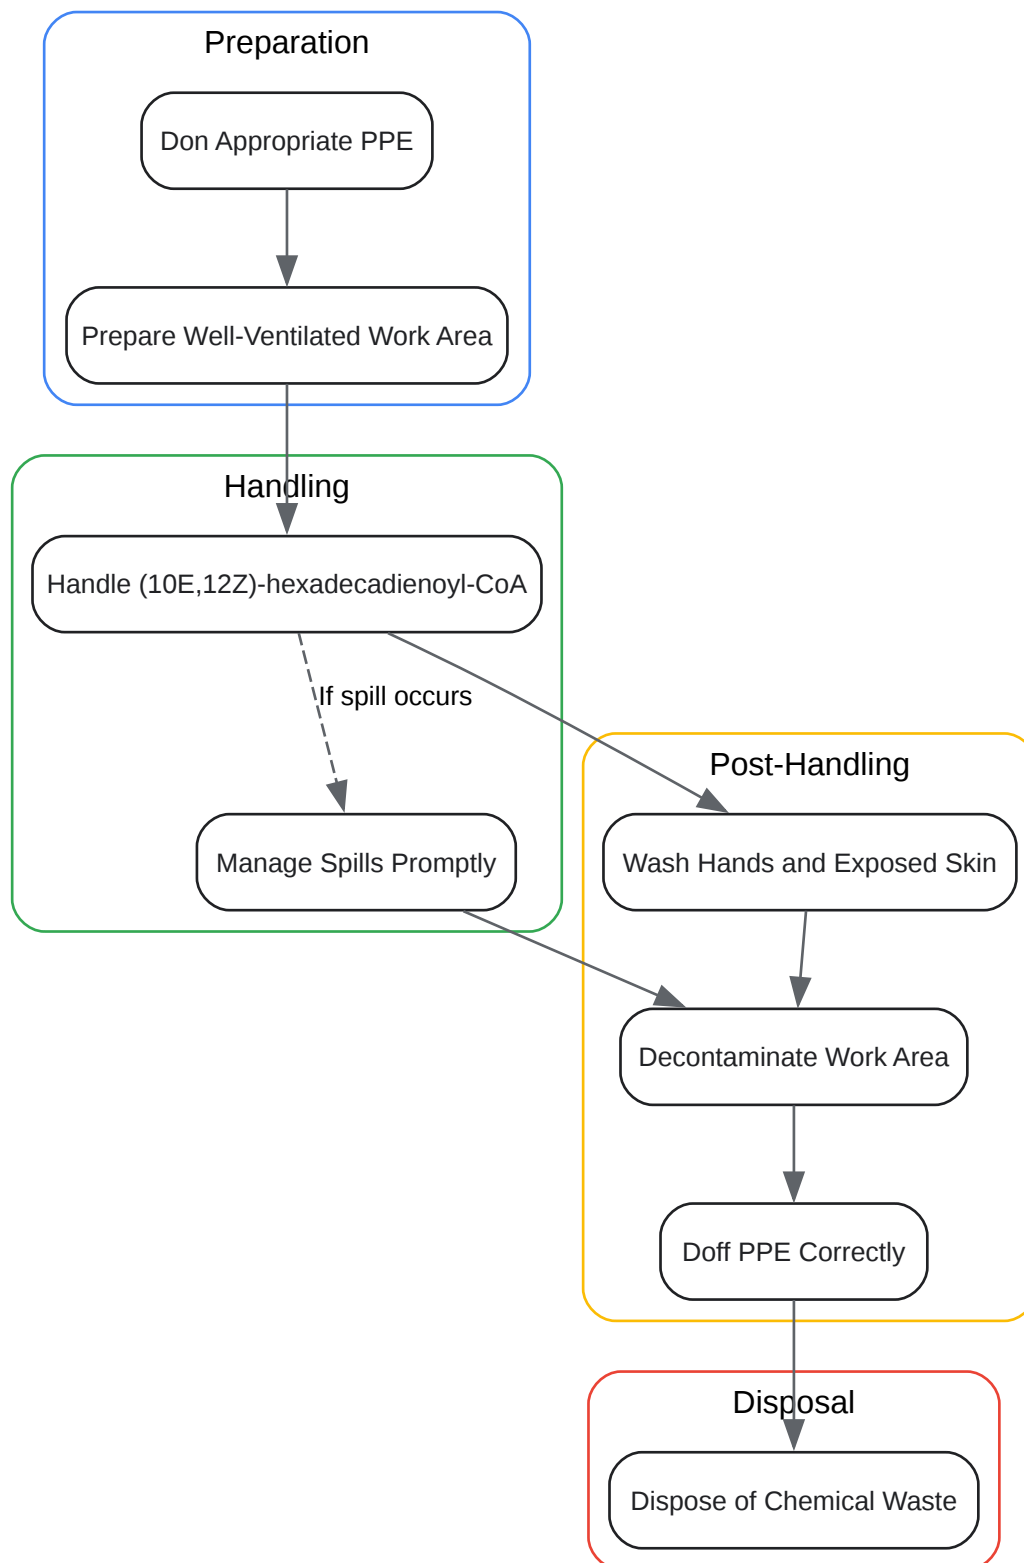 Preparation
Don Appropriate PPE
Prepare Well-Ventilated Work Area
Handling
Handle (10E,12Z)-hexadecadienoyl-CoA
If spill occurs
Post-Handling
Manage Spills Promptly
Wash Hands and Exposed Skin
Decontaminate Work Area
Doff PPE Correctly
Disposal
Dispose of Chemical Waste